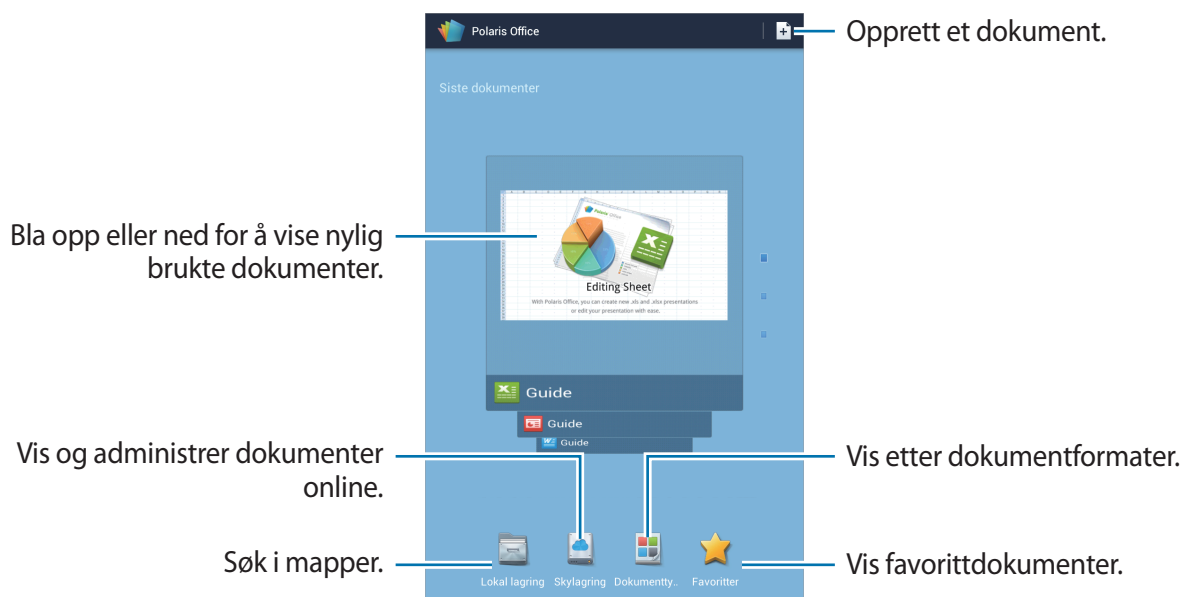 Polaris Office
Opprett et dokument.
Siste dokumenter
Polaris Office
Bla opp eller ned for å vise nylig
brukte dokumenter.
Editing Sheet
With Polaris Office, you can create new .xls and .xlsx presentations
or edit your presentation with ease.
Guide
Guide
Guide
Vis og administrer dokumenter
online.
Vis etter dokumentformater.
Søk i mapper.
Lokal lagring Skylagring Dokumentty.. Favoritter
Vis favorittdokumenter.